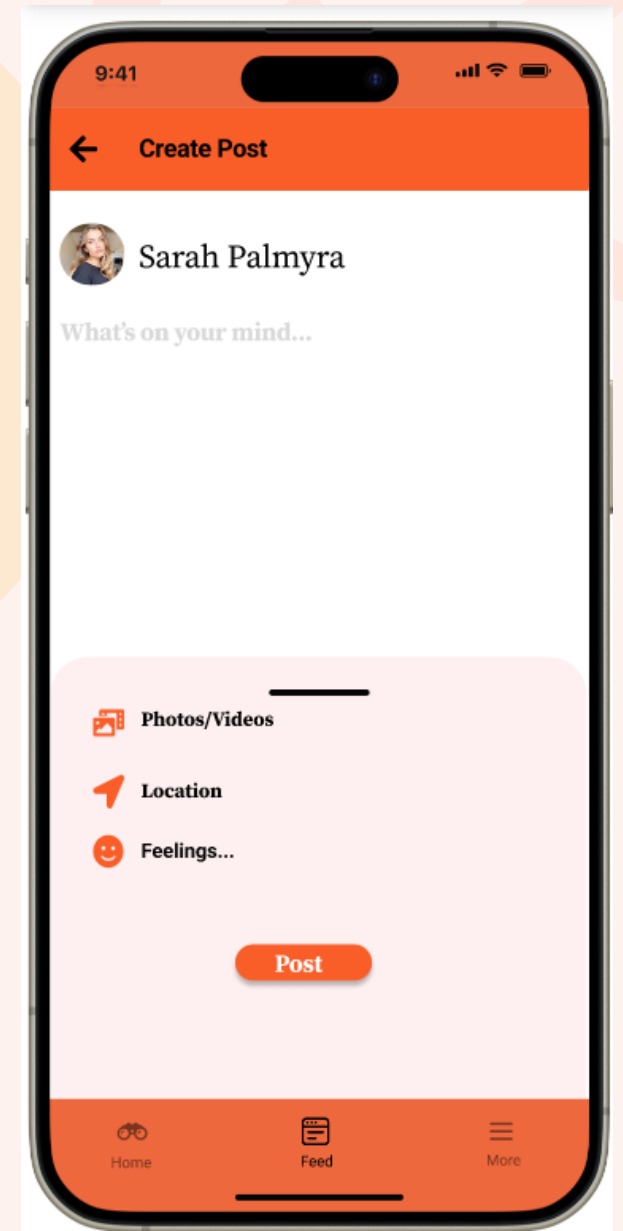 9:41
Create Post
Sarah Palmyra
What's on your mind...
Photos/Videos
Location
Feelings...
Post
Home
Feed
More